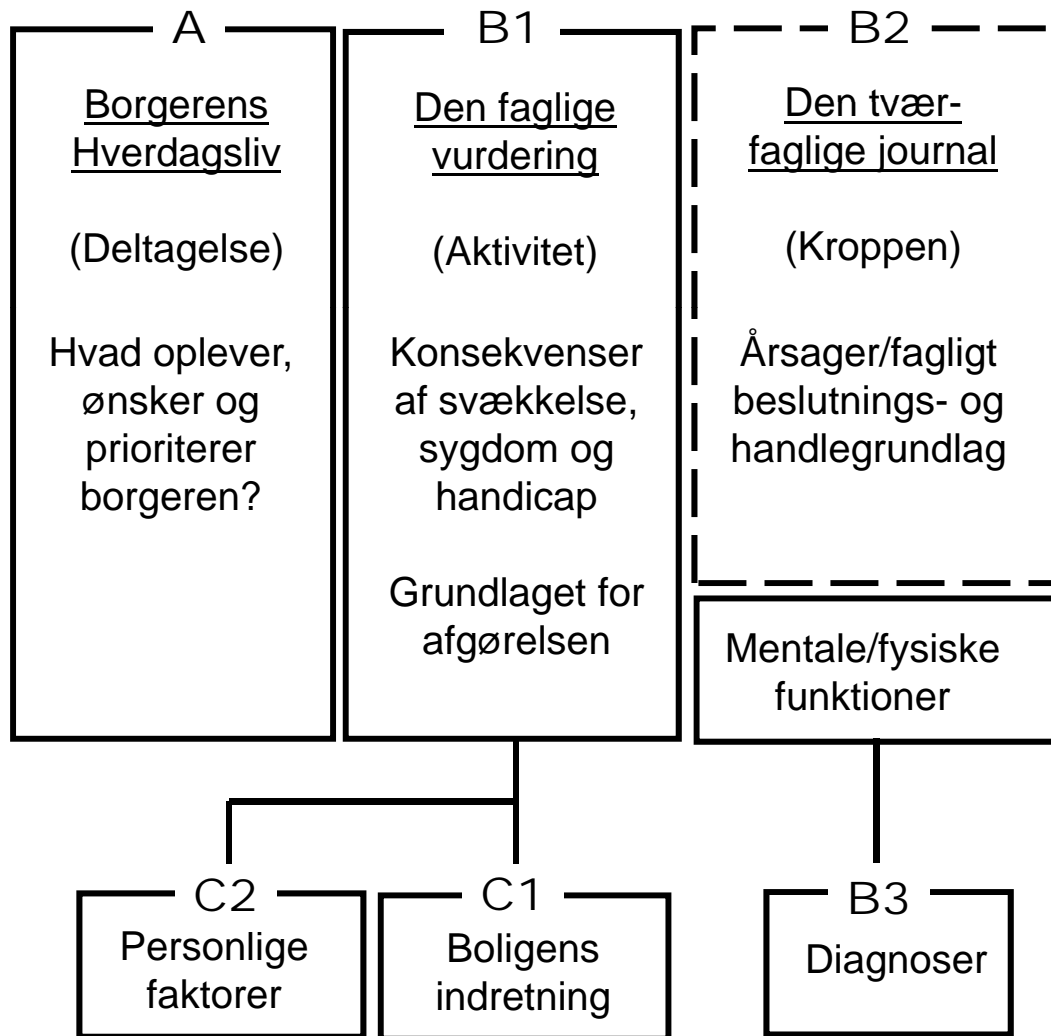 A
Borgerens
Hverdagsliv
(Deltagelse)
Hvad oplever,
ønsker og
prioriterer
borgeren?
B1
Den faglige
vurdering
(Aktivitet)
Konsekvenser
af svækkelse,
sygdom og
handicap
Grundlaget for
afgørelsen
B2
Den tvær-
faglige journal
(Kroppen)
Årsager/fagligt
beslutnings- og
handlegrundlag
Mentale/fysiske
funktioner
C2
Personlige
faktorer
C1
Boligens
indretning
B3
Diagnoser